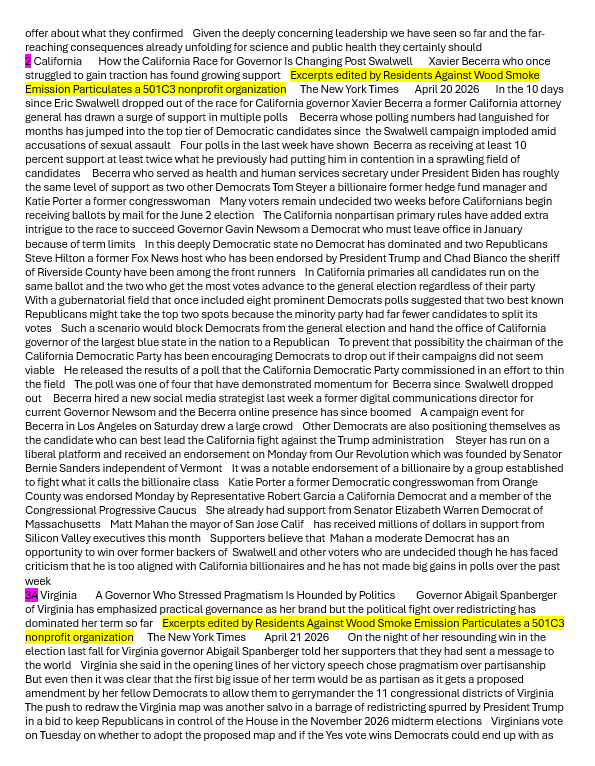 offer about what they confirmed Given the deeply concerning leadership we have seen so far and the far-
reaching consequences already unfolding for science and public health they certainly should
2 California How the California Race for Governor Is Changing Post Swalwell Xavier Becerra who once
struggled to gain traction has found growing support Excerpts edited by Residents Against Wood Smoke
Emission Particulates a 501C3 nonprofit organization The New York Times April 20 2026 In the 10 days
since Eric Swalwell dropped out of the race for California governor Xavier Becerra a former California attorney
general has drawn a surge of support in multiple polls Becerra whose polling numbers had languished for
months has jumped into the top tier of Democratic candidates since the Swalwell campaign imploded amid
accusations of sexual assault Four polls in the last week have shown Becerra as receiving at least 10
percent support at least twice what he previously had putting him in contention in a sprawling field of
candidates Becerra who served as health and human services secretary under President Biden has roughly
the same level of support as two other Democrats Tom Steyer a billionaire former hedge fund manager and
Katie Porter a former congresswoman Many voters remain undecided two weeks before Californians begin
receiving ballots by mail for the June 2 election The California nonpartisan primary rules have added extra
intrigue to the race to succeed Governor Gavin Newsom a Democrat who must leave office in January
because of term limits In this deeply Democratic state no Democrat has dominated and two Republicans
Steve Hilton a former Fox News host who has been endorsed by President Trump and Chad Bianco the sheriff
of Riverside County have been among the front runners In California primaries all candidates run on the
same ballot and the two who get the most votes advance to the general election regardless of their party
With a gubernatorial field that once included eight prominent Democrats polls suggested that two best known
Republicans might take the top two spots because the minority party had far fewer candidates to split its
votes Such a scenario would block Democrats from the general election and hand the office of California
governor of the largest blue state in the nation to a Republican To prevent that possibility the chairman of the
California Democratic Party has been encouraging Democrats to drop out if their campaigns did not seem
viable He released the results of a poll that the California Democratic Party commissioned in an effort to thin
the field The poll was one of four that have demonstrated momentum for Becerra since Swalwell dropped
out Becerra hired a new social media strategist last week a former digital communications director for
current Governor Newsom and the Becerra online presence has since boomed A campaign event for
Becerra in Los Angeles on Saturday drew a large crowd Other Democrats are also positioning themselves as
the candidate who can best lead the California fight against the Trump administration Steyer has run on a
liberal platform and received an endorsement on Monday from Our Revolution which was founded by Senator
Bernie Sanders independent of Vermont It was a notable endorsement of a billionaire by a group established
to fight what it calls the billionaire class Katie Porter a former Democratic congresswoman from Orange
County was endorsed Monday by Representative Robert Garcia a California Democrat and a member of the
Congressional Progressive Caucus She already had support from Senator Elizabeth Warren Democrat of
Massachusetts Matt Mahan the mayor of San Jose Calif has received millions of dollars in support from
Silicon Valley executives this month Supporters believe that Mahan a moderate Democrat has an
opportunity to win over former backers of Swalwell and other voters who are undecided though he has faced
criticism that he is too aligned with California billionaires and he has not made big gains in polls over the past
week
3A Virginia A Governor Who Stressed Pragmatism Is Hounded by Politics Governor Abigail Spanberger
of Virginia has emphasized practical governance as her brand but the political fight over redistricting has
dominated her term so far Excerpts edited by Residents Against Wood Smoke Emission Particulates a 501C3
nonprofit organization The New York Times April 21 2026 On the night of her resounding win in the
election last fall for Virginia governor Abigail Spanberger told her supporters that they had sent a message to
the world Virginia she said in the opening lines of her victory speech chose pragmatism over partisanship
But even then it was clear that the first big issue of her term would be as partisan as it gets a proposed
amendment by her fellow Democrats to allow them to gerrymander the 11 congressional districts of Virginia
The push to redraw the Virginia map was another salvo in a barrage of redistricting spurred by President Trump
in a bid to keep Republicans in control of the House in the November 2026 midterm elections Virginians vote
on Tuesday on whether to adopt the proposed map and if the Yes vote wins Democrats could end up with as